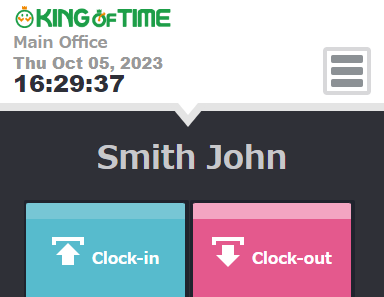 KING OF TIME
Main Office
Thu Oct 05, 2023
16:29:37
Smith John
Clock-in
Clock-out